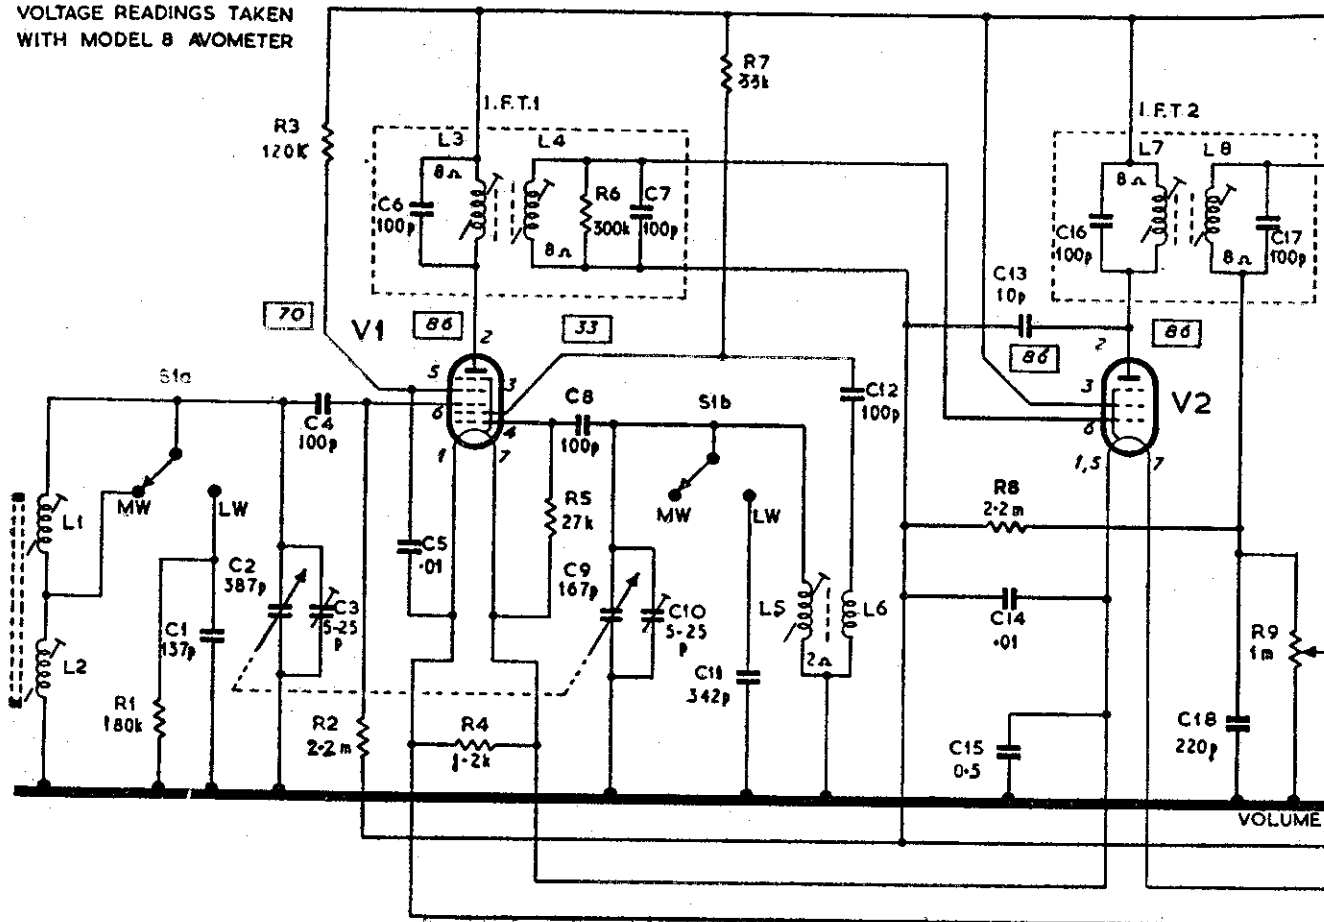 VOLTAGE READINGS TAKEN
WITH MODEL 8 AVOMETER
R7
33k
I.F.T.1
I.F.T.2
R3
120K
L3
L4
L7
L8
8Ω
8Ω
C6
100p
R6
300k
C7
100p
C16
100p
C17
100p
8Ω
8Ω
C13
10p
70
V1
86
2
33
86
2
86
S1a
5
3
6
4
C8
100p
S1b
C12
100p
3
6
V2
C4
100p
1
7
1,5
7
MW
LW
R5
27k
MW
LW
R8
2·2m
L1
C5
·01
C2
387p
C3
5-25
p
C9
167p
C10
5-25
p
L5
L6
C14
·01
R9
1m
C1
137p
L2
2Ω
C11
342p
R1
180k
R2
2·2m
R4
1·2k
C15
0·5
C18
220p
VOLUME